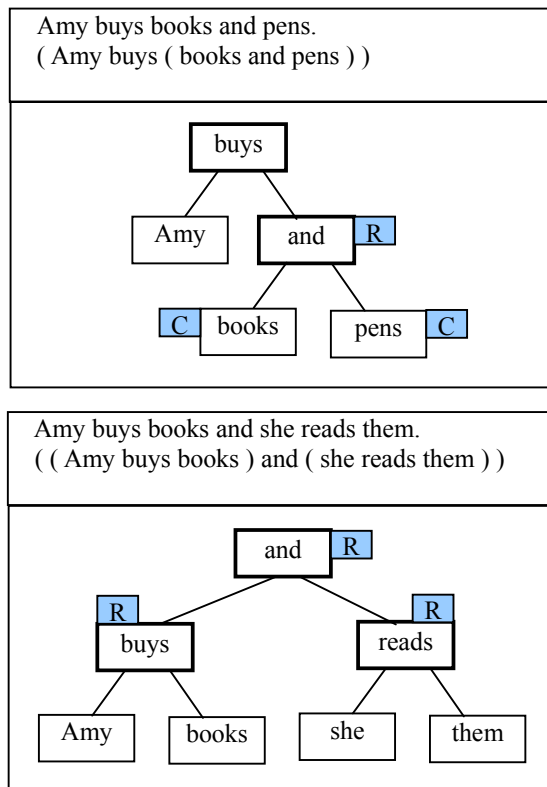 Amy buys books and pens.
( Amy buys ( books and pens ) )
buys
Amy
and R
C books
pens C
Amy buys books and she reads them.
( ( Amy buys books ) and ( she reads them ) )
and R
R
buys
R
reads
Amy
books
she
them